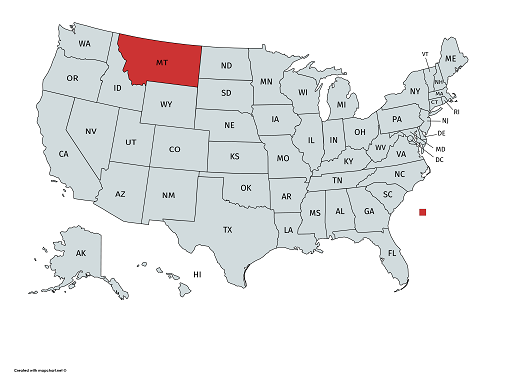 WA
MT
ND
MN
ME
VT
NH
OR
ID
SD
WI
MI
NY
MA
CT
RI
WY
NE
IA
PA
NJ
NV
UT
CO
KS
MO
IL
IN
OH
WV
VA
DE
MD
DC
KY
CA
AZ
NM
OK
AR
TN
NC
SC
TX
LA
MS
AL
GA
FL
AK
HI
Created with mapchart.net ©